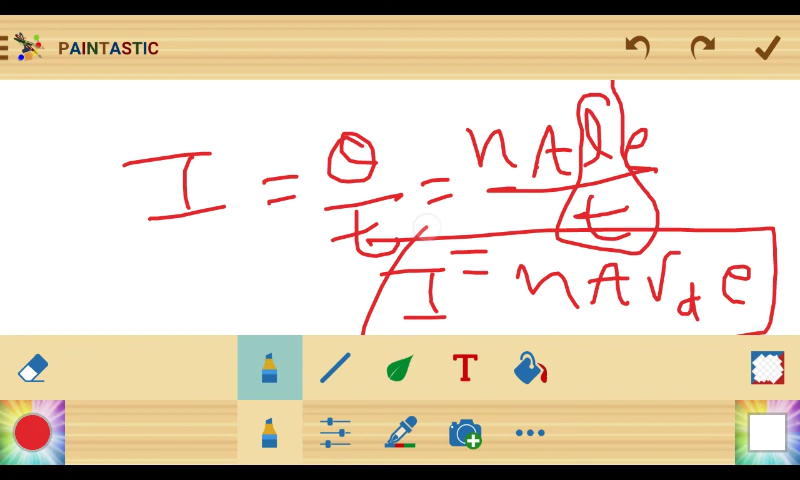 PAINTASTIC
I = Q/t = nAle/t
I = nAV_d e
T